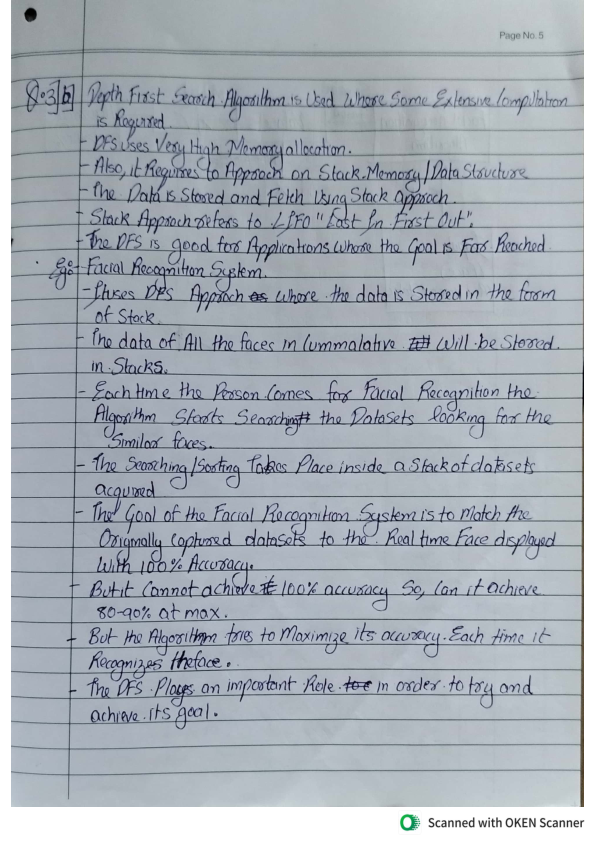 Page No. 5
Q.3] b] Depth First Search Algorithm is Used Where Some Extensive Compiltation
is Required.
- DFS uses Very High Memory allocation.
- Also, it Requires to Approach on Stack Memory/Data Structure
- The Data is Stored and Fetch Using Stack approach.
- Stack Approach refers to LIFO "Last In First Out".
- The DFS is good for Applications where the Goal is Far Reached
Eg:- Facial Recognition System.
- It uses DFS Approach as where the data is Stored in the form
of Stack.
- The data of All the faces in Cummalative Will be Stored
in Stacks.
- Each time the Person Comes for Facial Recognition the
Algorithm Starts Searching the Datasets looking for the
Similar faces.
- The Searching/Sorting Takes Place inside a Stack of datasets
acquired
- The Goal of the Facial Recognition System is to Match the
Originally Captured datasets to the Real time Face displayed
With 100% Accuracy.
- But it Cannot achieve 100% accuracy So, Can it achieve
80-90% at max.
- But the Algorithm tries to Maximize its accuracy. Each time it
Recognizes the face.
- The DFS Plays an important Role to in order to try and
achieve its goal.
Scanned with OKEN Scanner